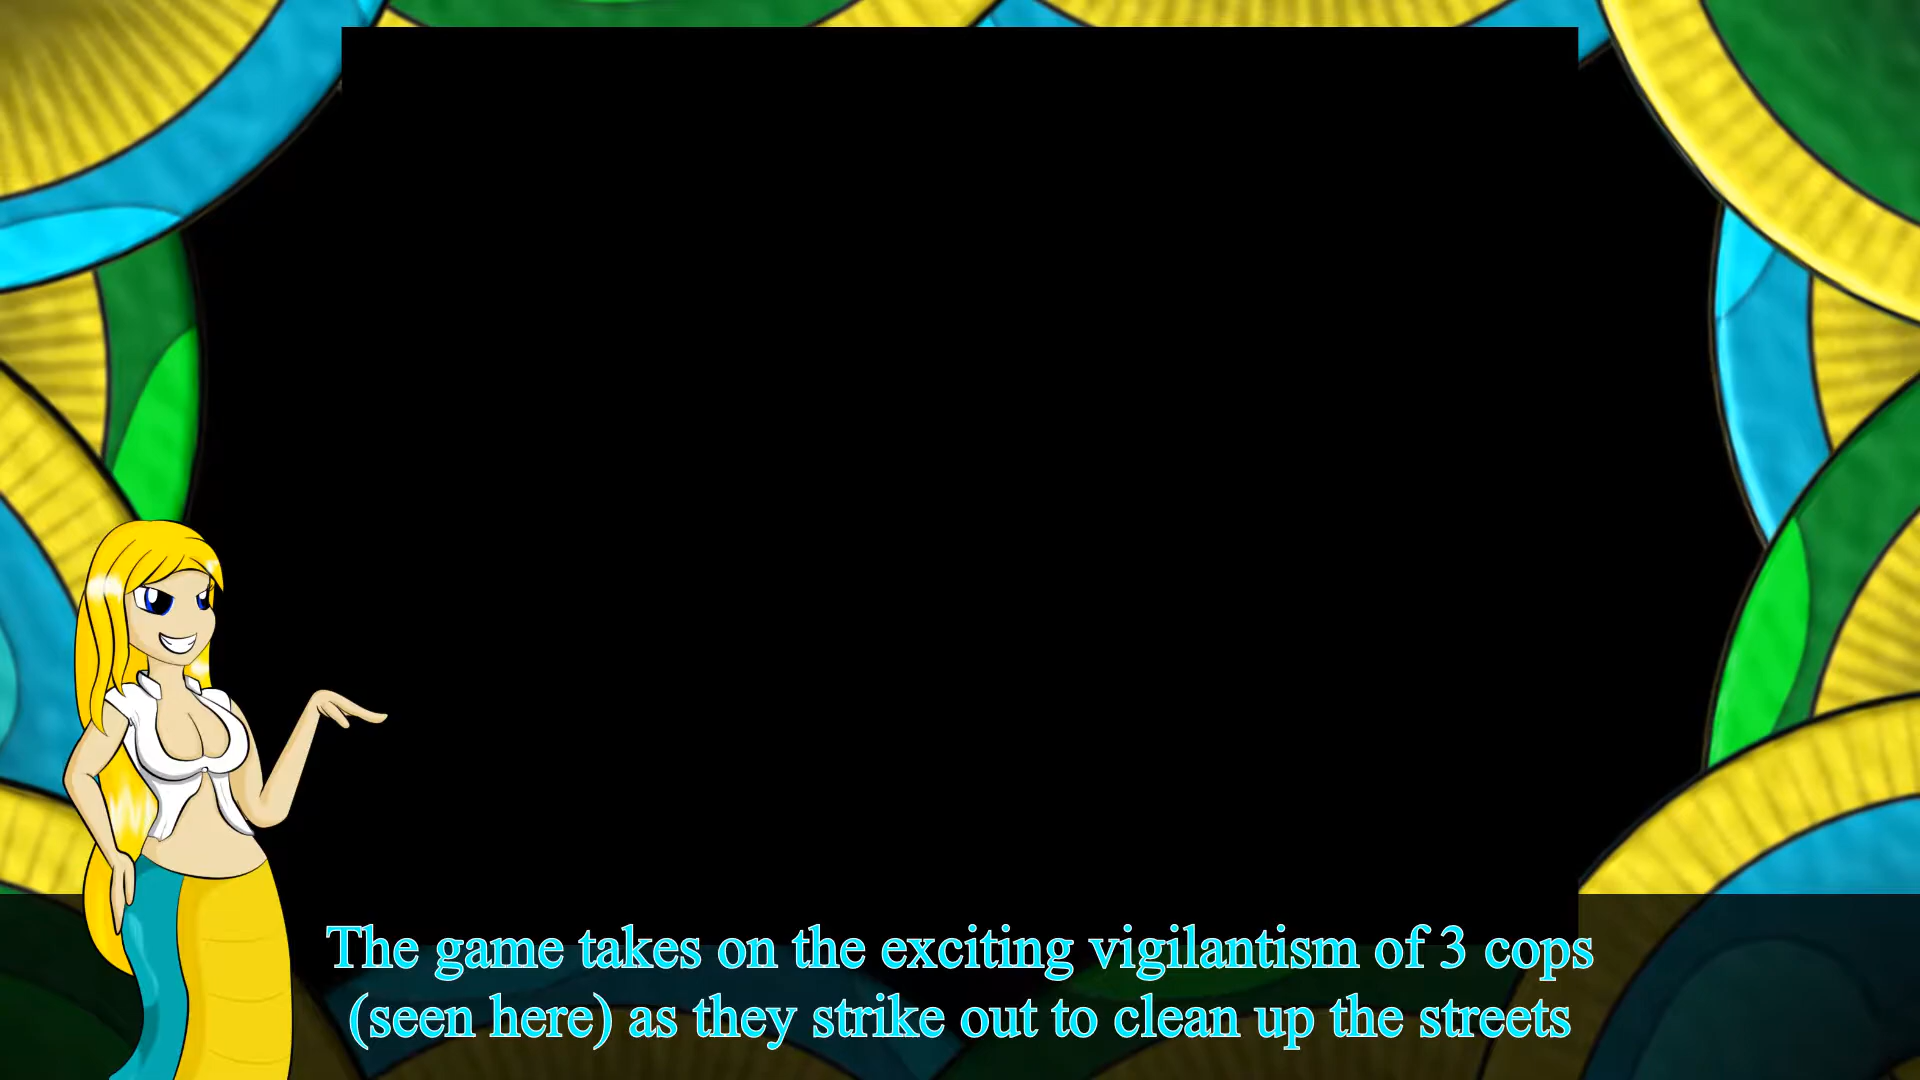 The game takes on the exciting vigilantism of 3 cops
(seen here) as they strike out to clean up the streets